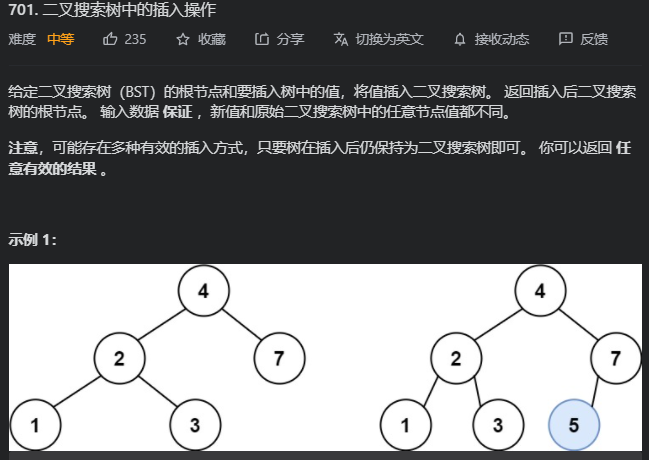 701. 二叉搜索树中的插入操作
难度 中等 235 收藏 分享 切换为英文 接收动态 反馈
给定二叉搜索树（BST）的根节点和要插入树中的值，将值插入二叉搜索树。 返回插入后二叉搜索
树的根节点。 输入数据 保证 ，新值和原始二叉搜索树中的任意节点值都不同。
注意，可能存在多种有效的插入方式，只要树在插入后仍保持为二叉搜索树即可。 你可以返回 任
意有效的结果 。
示例 1：
4 4
2 7 2 7
1 3 1 3 5